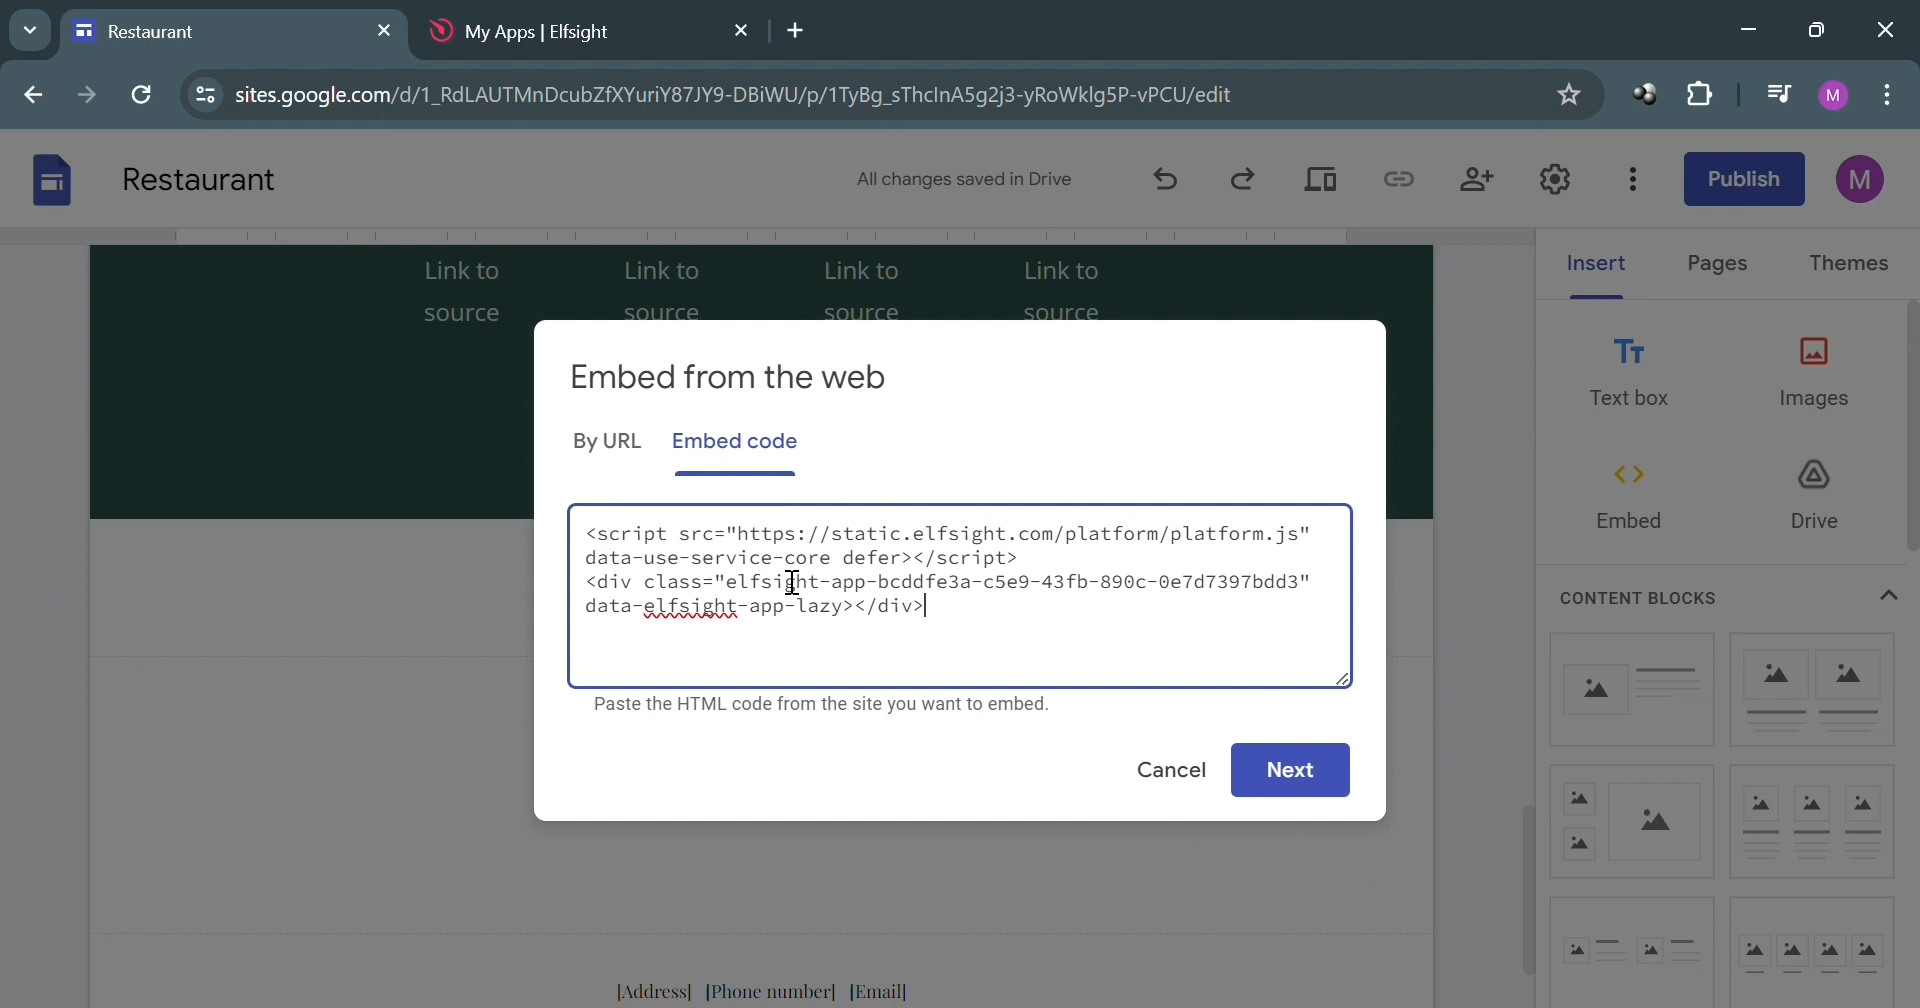 Restaurant
My Apps | Elfsight
sites.google.com/d/1_RdLAUTMnDcubZfXYuriY87JY9-DBiWU/p/1TyBg_sThclnA5g2j3-yRoWklg5P-vPCU/edit
M
Restaurant
All changes saved in Drive
Publish
M
Insert
Pages
Themes
Link to source
Link to source
Link to source
Link to source
Text box
Images
Embed
Drive
CONTENT BLOCKS
Embed from the web
By URL
Embed code
<script src="https://static.elfsight.com/platform/platform.js"
data-use-service-core defer></script>
<div class="elfsight-app-bcddfe3a-c5e9-43fb-890c-0e7d7397bdd3"
data-elfsight-app-lazy></div>
Paste the HTML code from the site you want to embed.
Cancel
Next
[Address] [Phone number] [Email]